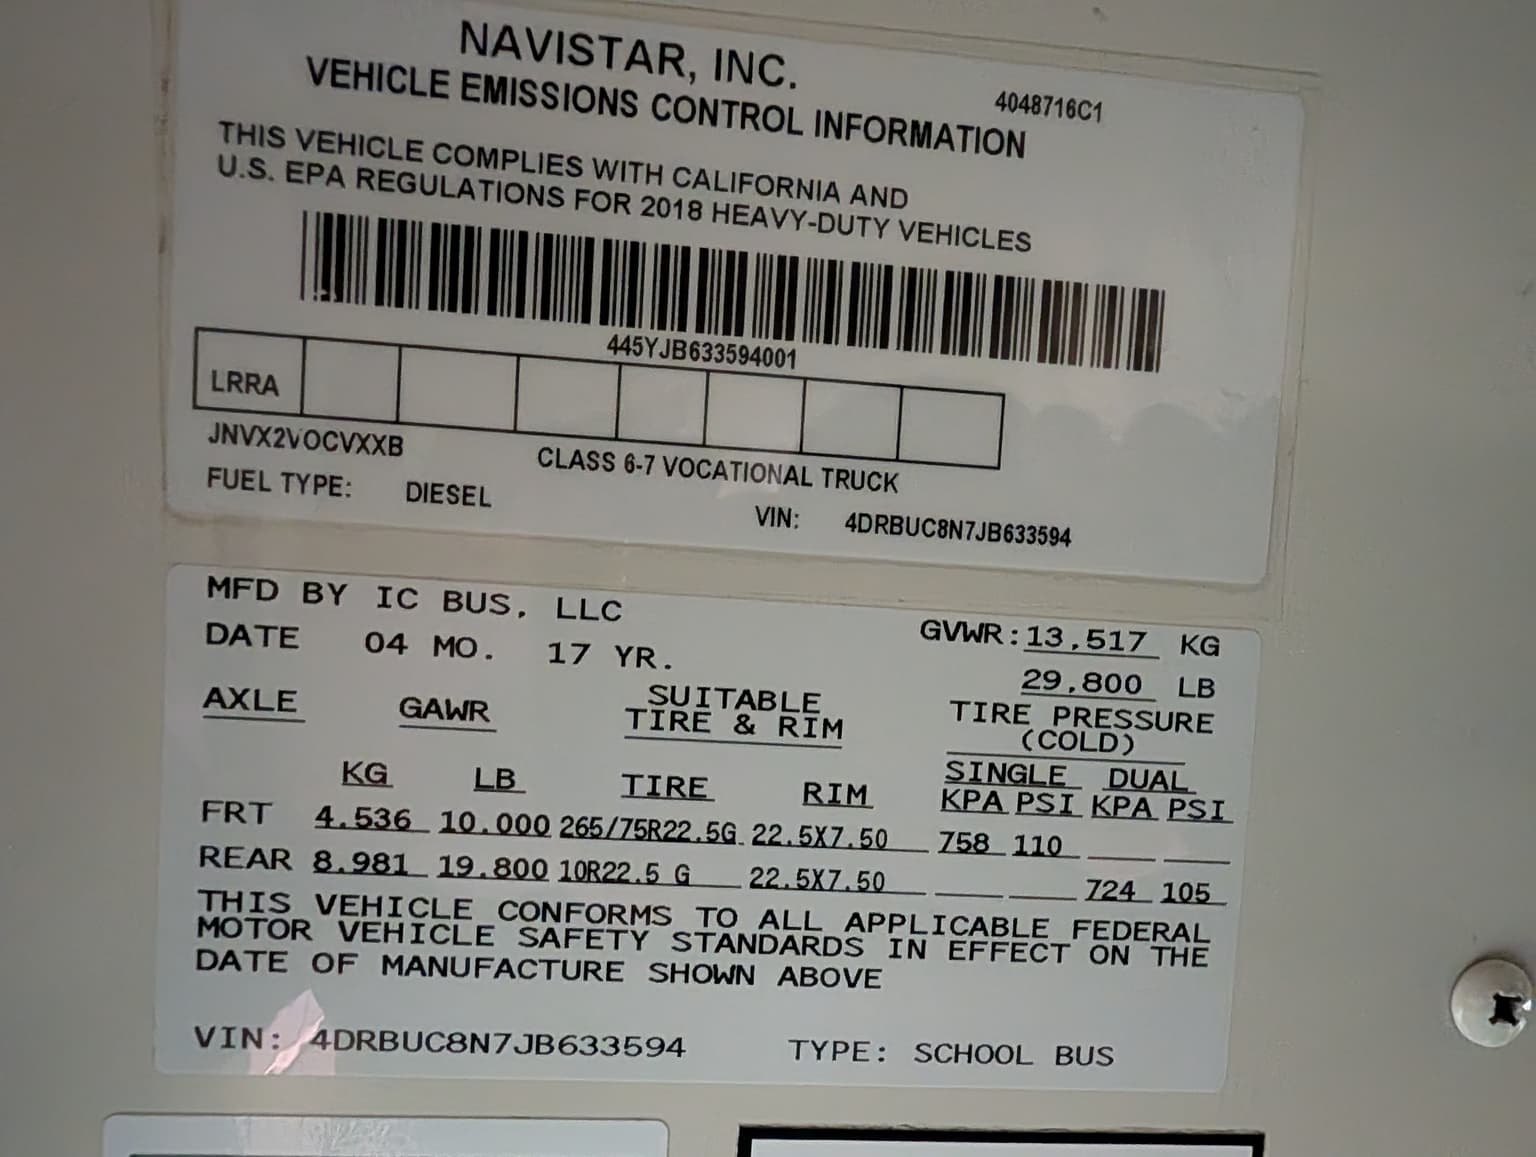 NAVISTAR, INC.
VEHICLE EMISSIONS CONTROL INFORMATION
4048716C1
THIS VEHICLE COMPLIES WITH CALIFORNIA AND
U.S. EPA REGULATIONS FOR 2018 HEAVY-DUTY VEHICLES
445YJB633594001
LRRA
JNVX2VOCVXXB
CLASS 6-7 VOCATIONAL TRUCK
FUEL TYPE: DIESEL
VIN: 4DRBUC8N7JB633594
MFD BY IC BUS, LLC
DATE 04 MO. 17 YR.
GVWR: 13,517 KG
29,800 LB
AXLE GAWR SUITABLE TIRE & RIM TIRE PRESSURE (COLD)
SINGLE DUAL
KG LB TIRE RIM KPA PSI KPA PSI
FRT 4.536 10.000 265/75R22.5G 22.5X7.50 758 110
REAR 8.981 19.800 10R22.5 G 22.5X7.50 724 105
THIS VEHICLE CONFORMS TO ALL APPLICABLE FEDERAL
MOTOR VEHICLE SAFETY STANDARDS IN EFFECT ON THE
DATE OF MANUFACTURE SHOWN ABOVE
VIN: 4DRBUC8N7JB633594 TYPE: SCHOOL BUS